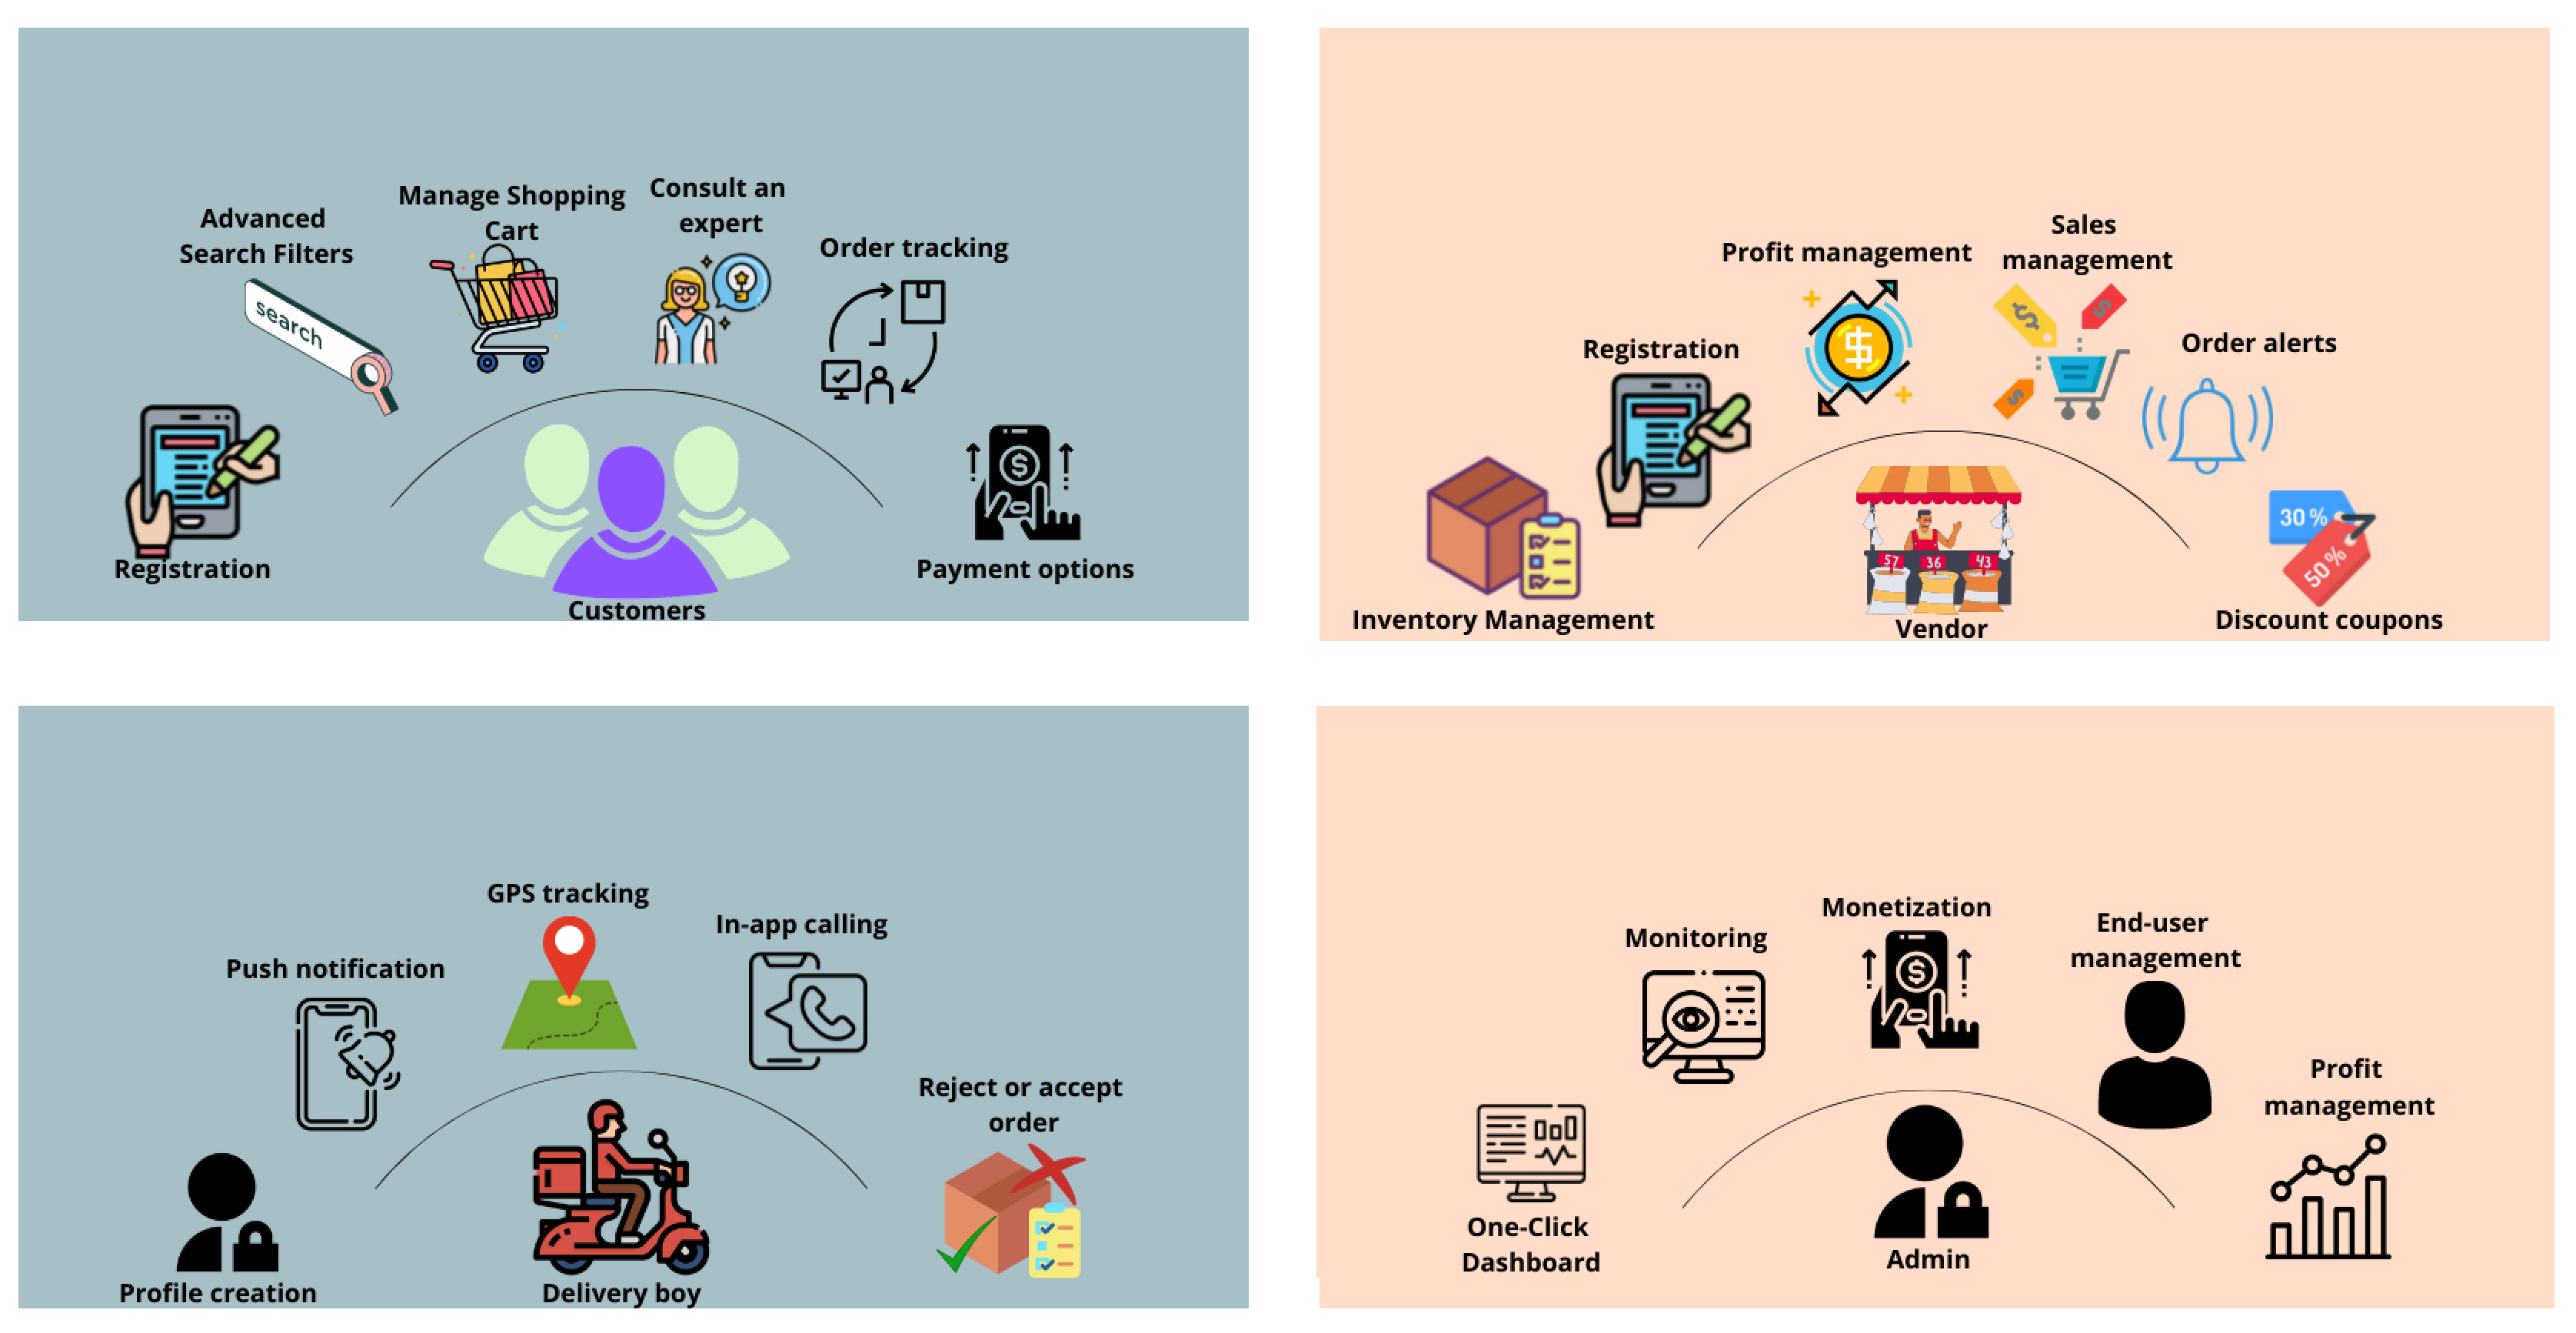 Manage Shopping
Cart
Consult an
expert
Advanced
Search Filters
Order tracking
search
$
Registration
Payment options
Customers
Sales
management
Profit management
$
$
$
$
Registration
Order alerts
30 %
50 %
57
36
43
Inventory Management
Vendor
Discount coupons
GPS tracking
In-app calling
Push notification
Reject or accept
order
Profile creation
Delivery boy
Monetization
Monitoring
End-user
management
$
Profit
management
One-Click
Dashboard
Admin